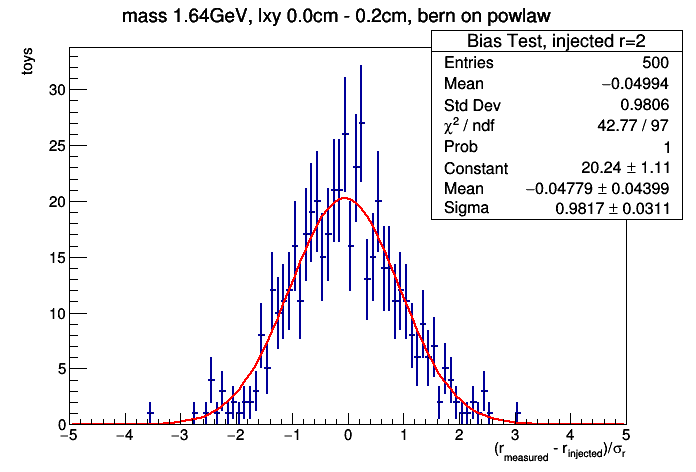 mass 1.64GeV, lxy 0.0cm - 0.2cm, bern on powlaw
Bias Test, injected r=2
Entries 500
Mean −0.04994
Std Dev 0.9806
χ² / ndf 42.77 / 97
Prob 1
Constant 20.24 ± 1.11
Mean −0.04779 ± 0.04399
Sigma 0.9817 ± 0.0311
toys
30
25
20
15
10
5
0
−5 −4 −3 −2 −1 0 1 2 3 4 5
(r_measured - r_injected)/σ_r